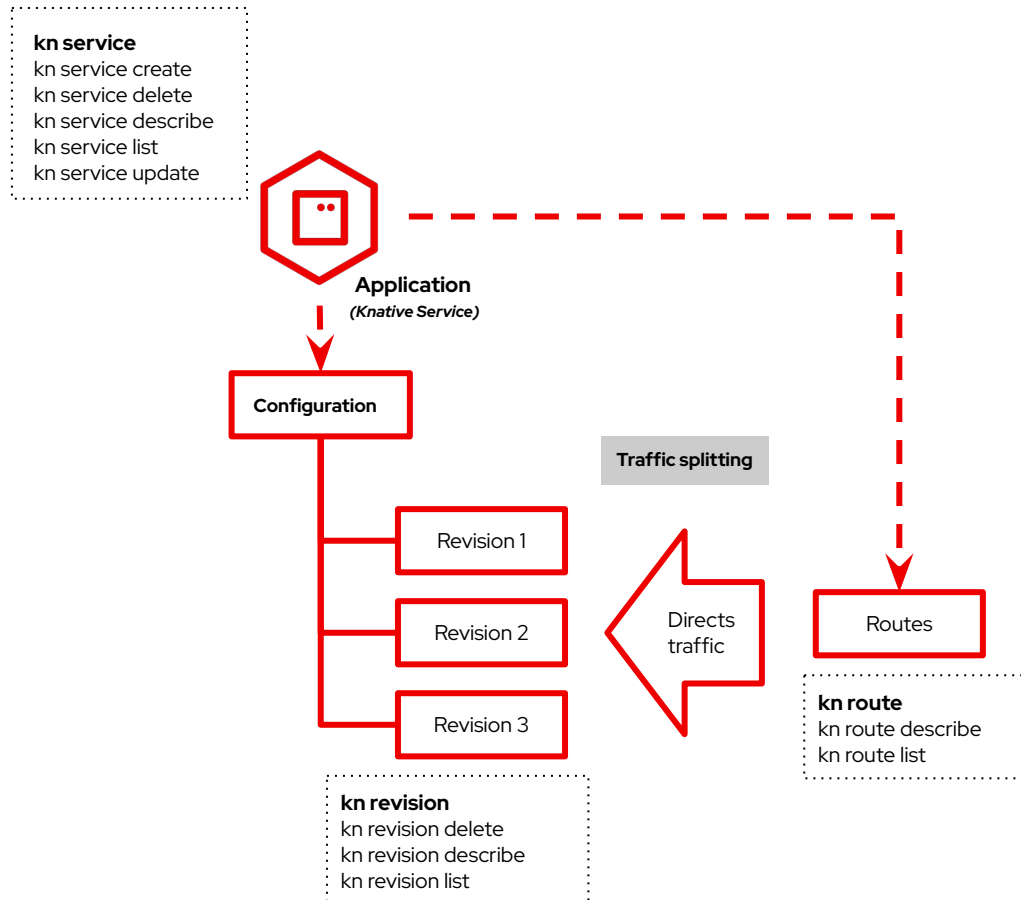 kn service
kn service create
kn service delete
kn service describe
kn service list
kn service update
Application
(Knative Service)
Configuration
Traffic splitting
Revision 1
Revision 2
Revision 3
Directs
traffic
Routes
kn route
kn route describe
kn route list
kn revision
kn revision delete
kn revision describe
kn revision list